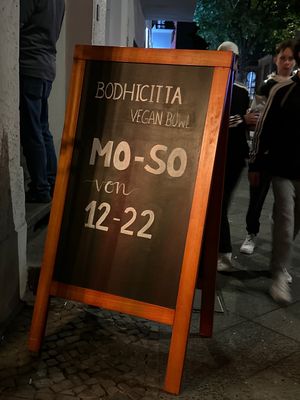 BODHICITTA
VEGAN BOWL
MO-SO
von
12-22